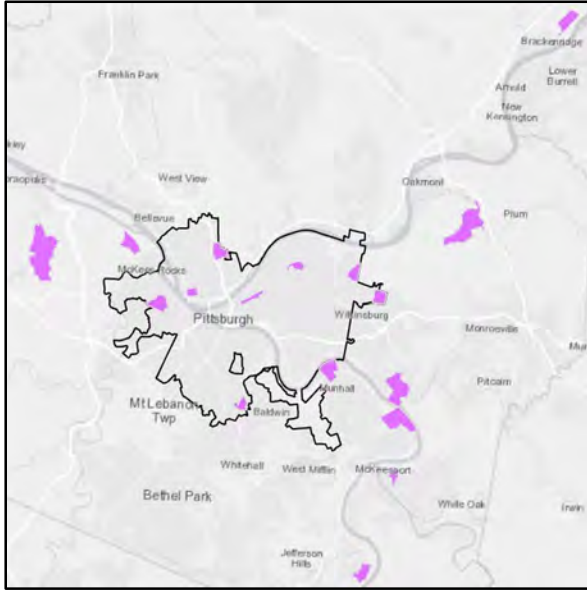 Brackenridge
Lower
Burrell
Franklin Park
Arnold
New
Kensington
West View
Oakmont
Plum
Bellevue
McKees Rocks
Pittsburgh
Wilkinsburg
Monroeville
Munhall
Pitcairn
Mt Lebanon
Twp
Baldwin
Whitehall
West Mifflin
McKeesport
Bethel Park
White Oak
Irwin
Jefferson
Hills